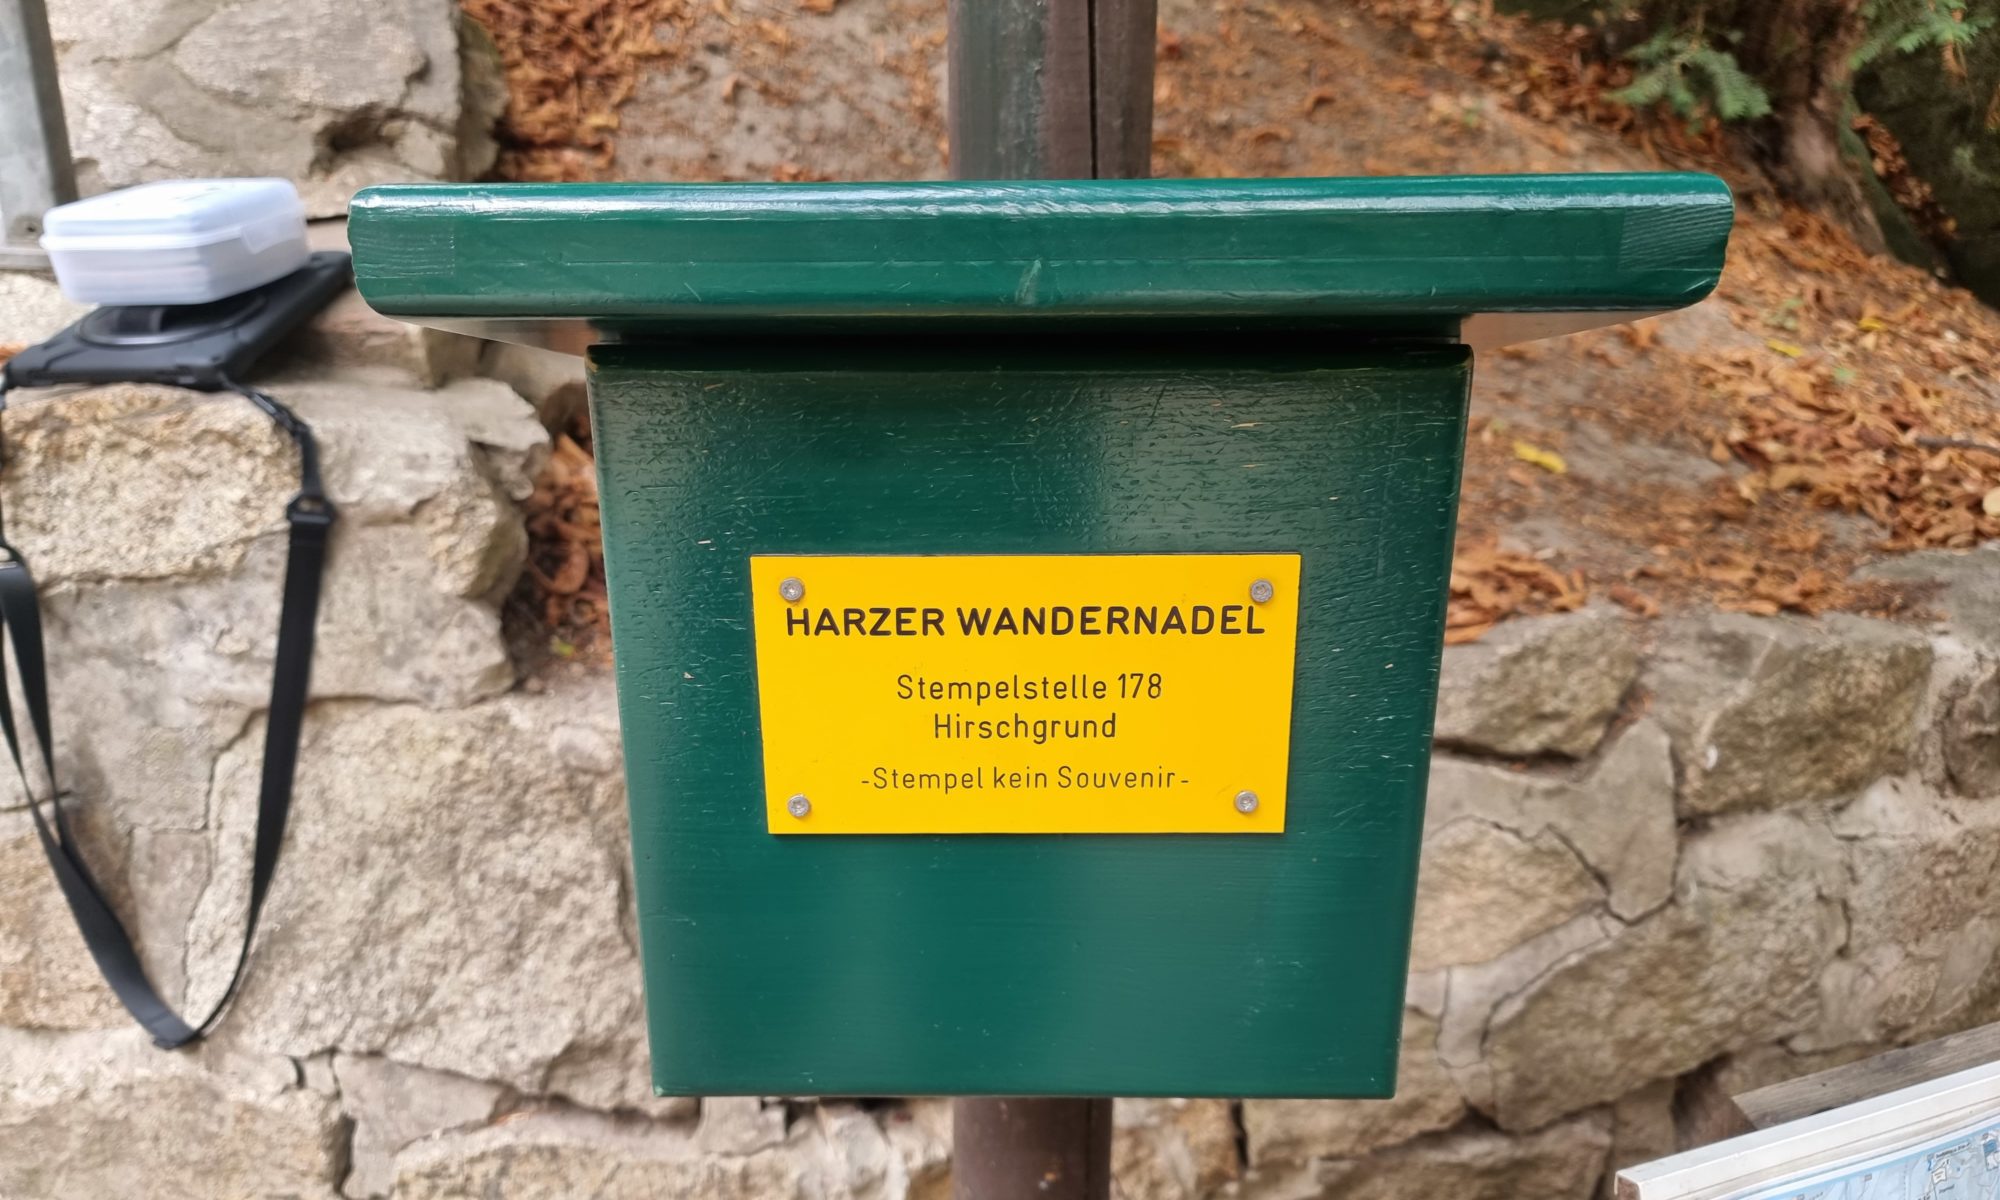 HARZER WANDERNADEL
Stempelstelle 178
Hirschgrund
-Stempel kein Souvenir-